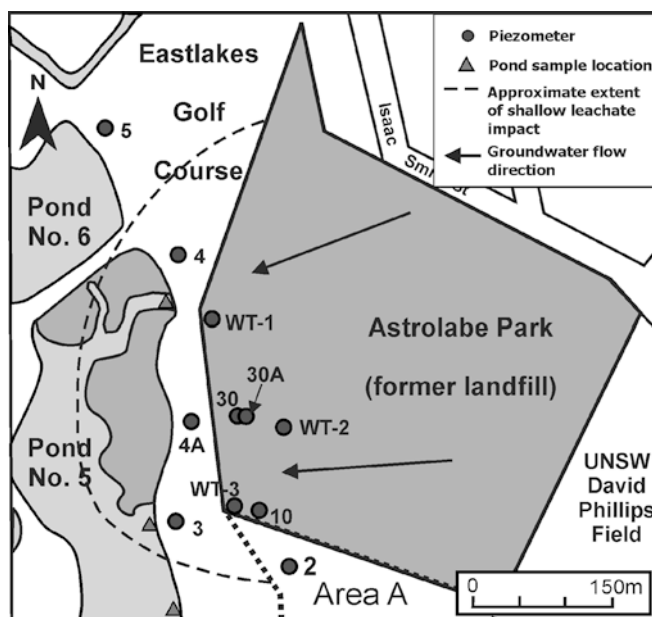 Eastlakes
Golf
Course
N
5
Pond
No. 6
4
WT-1
30A
30
WT-2
4A
Pond
No. 5
WT-3
10
3
2
Area A
Astrolabe Park
(former landfill)
UNSW
David
Phillips
Field
Isaac
St
Piezometer
Pond sample location
Approximate extent
of shallow leachate
impact
Groundwater flow
direction
0
150m